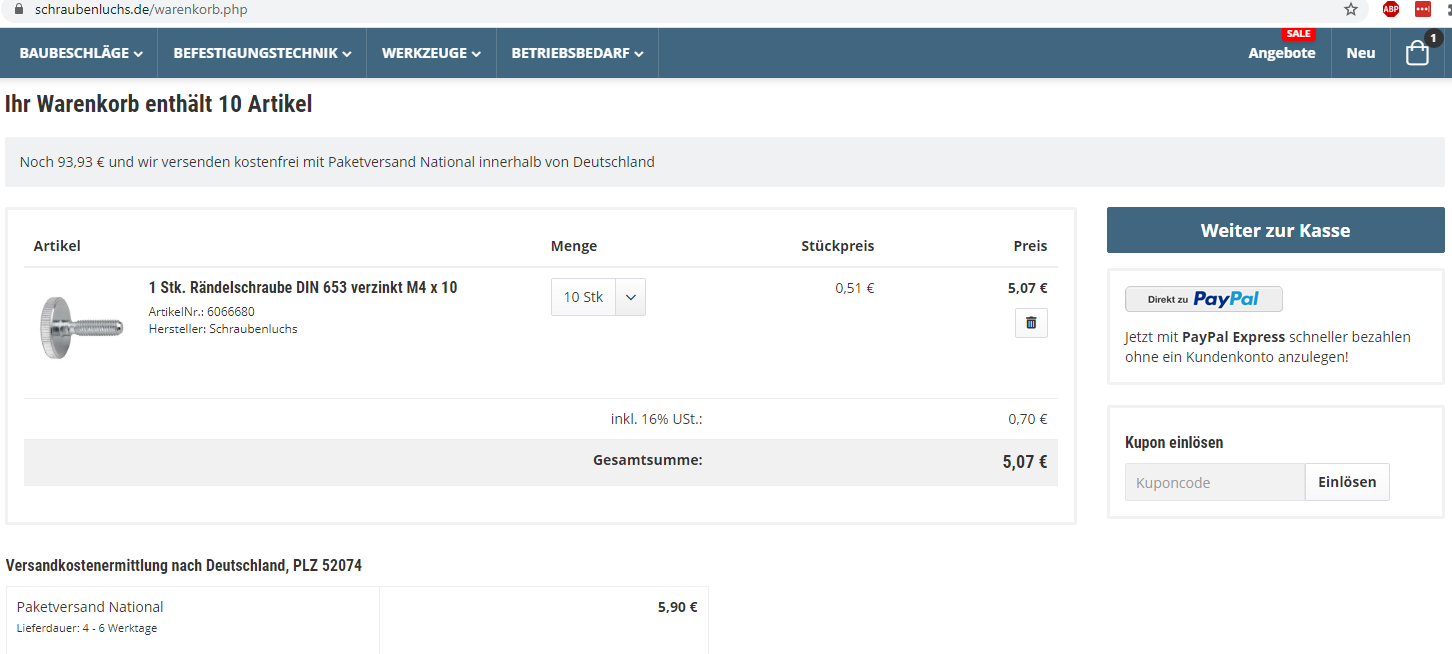 schraubenluchs.de/warenkorb.php
ABP
BAUBESCHLÄGE
BEFESTIGUNGSTECHNIK
WERKZEUGE
BETRIEBSBEDARF
SALE
Angebote
Neu
1
Ihr Warenkorb enthält 10 Artikel
Noch 93,93 € und wir versenden kostenfrei mit Paketversand National innerhalb von Deutschland
Artikel Menge Stückpreis Preis
1 Stk. Rändelschraube DIN 653 verzinkt M4 x 10
ArtikelNr.: 6066680
Hersteller: Schraubenluchs
10 Stk
0,51 €
5,07 €
inkl. 16% USt.: 0,70 €
Gesamtsumme: 5,07 €
Weiter zur Kasse
Direkt zu PayPal
Jetzt mit PayPal Express schneller bezahlen
ohne ein Kundenkonto anzulegen!
Kupon einlösen
Kuponcode
Einlösen
Versandkostenermittlung nach Deutschland, PLZ 52074
Paketversand National 5,90 €
Lieferdauer: 4 - 6 Werktage